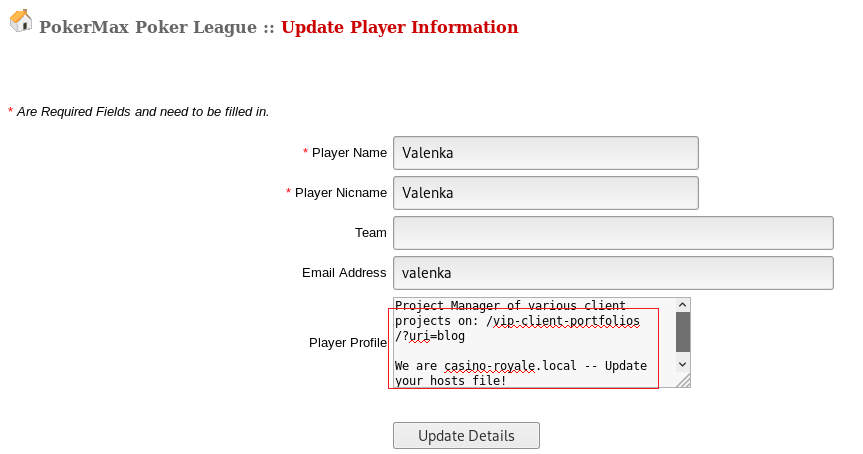 PokerMax Poker League :: Update Player Information
* Are Required Fields and need to be filled in.
* Player Name Valenka
* Player Nicname Valenka
Team
Email Address valenka
Player Profile
Project Manager of various client
projects on: /vip-client-portfolios
/?uri=blog
We are casino-royale.local -- Update
your hosts file!
Update Details